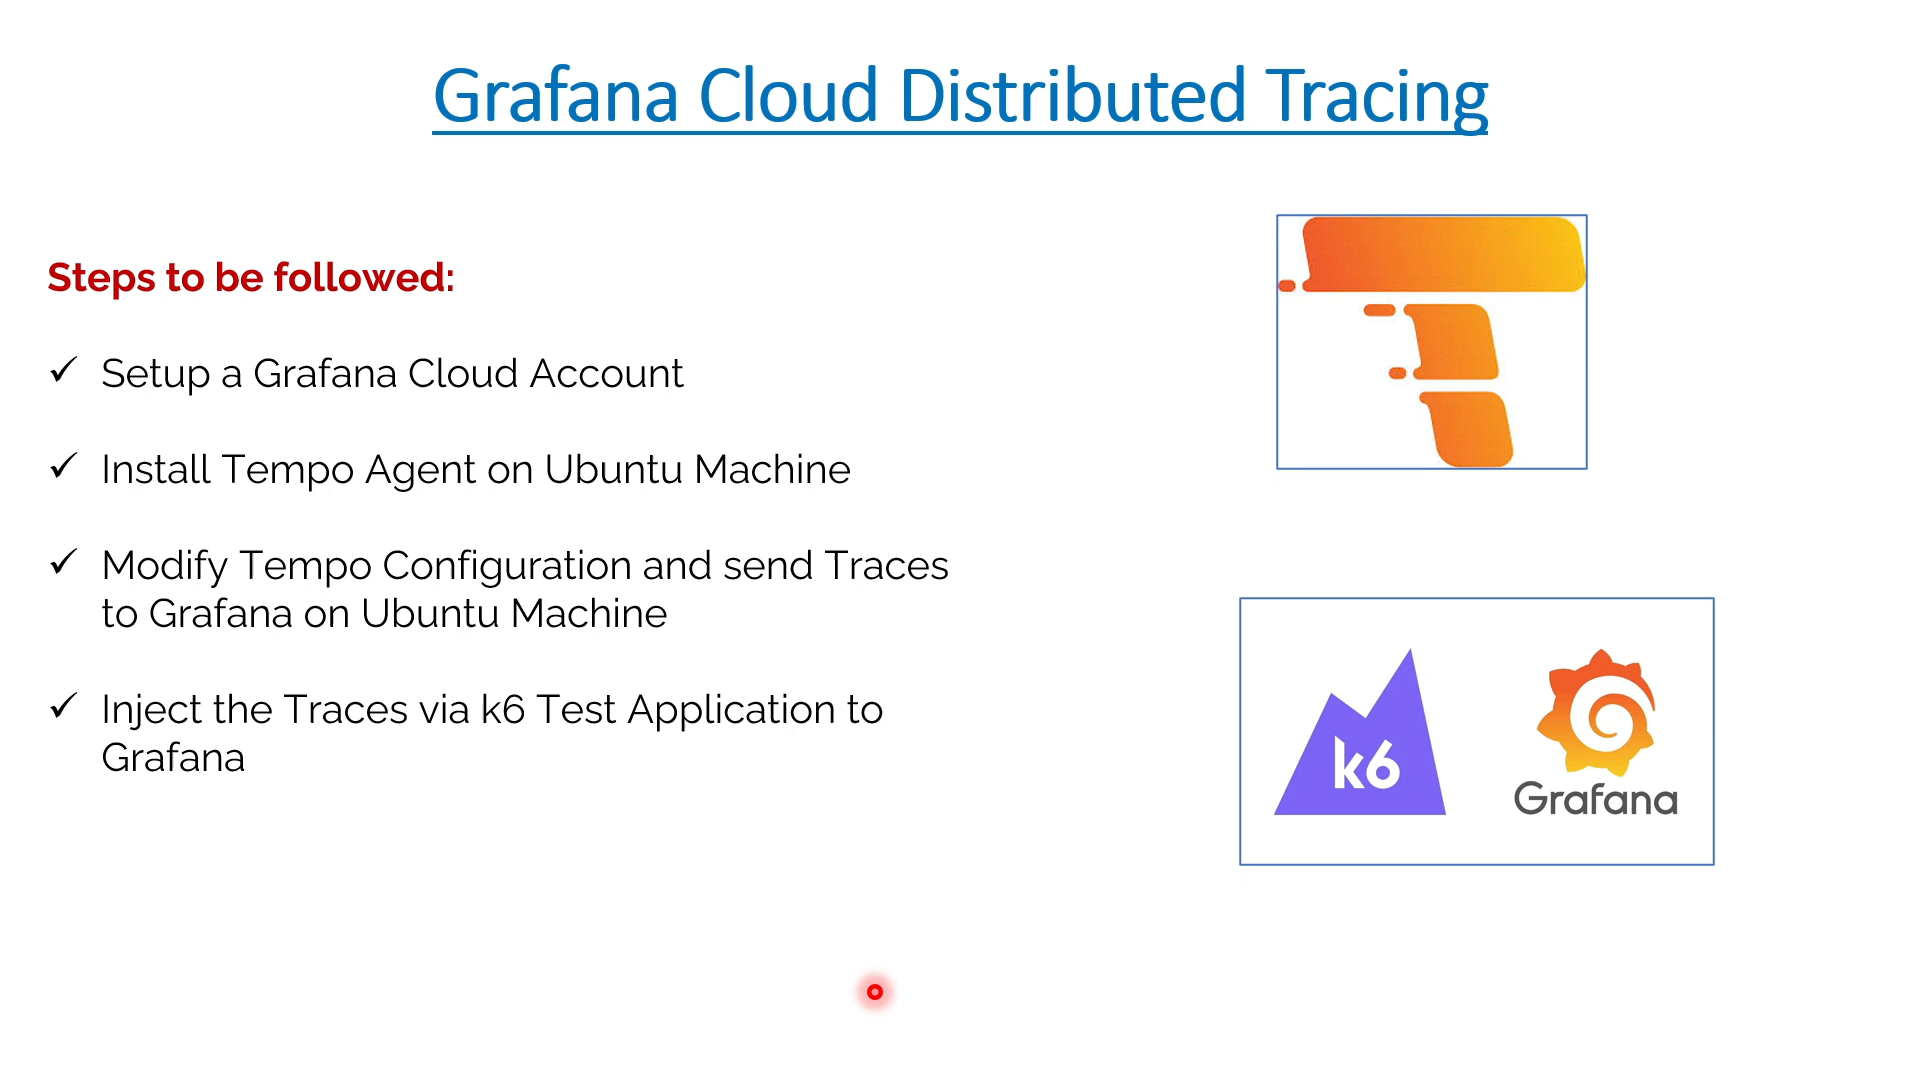 Grafana Cloud Distributed Tracing
Steps to be followed:
Setup a Grafana Cloud Account
Install Tempo Agent on Ubuntu Machine
Modify Tempo Configuration and send Traces
to Grafana on Ubuntu Machine
Inject the Traces via k6 Test Application to
Grafana
k6
Grafana